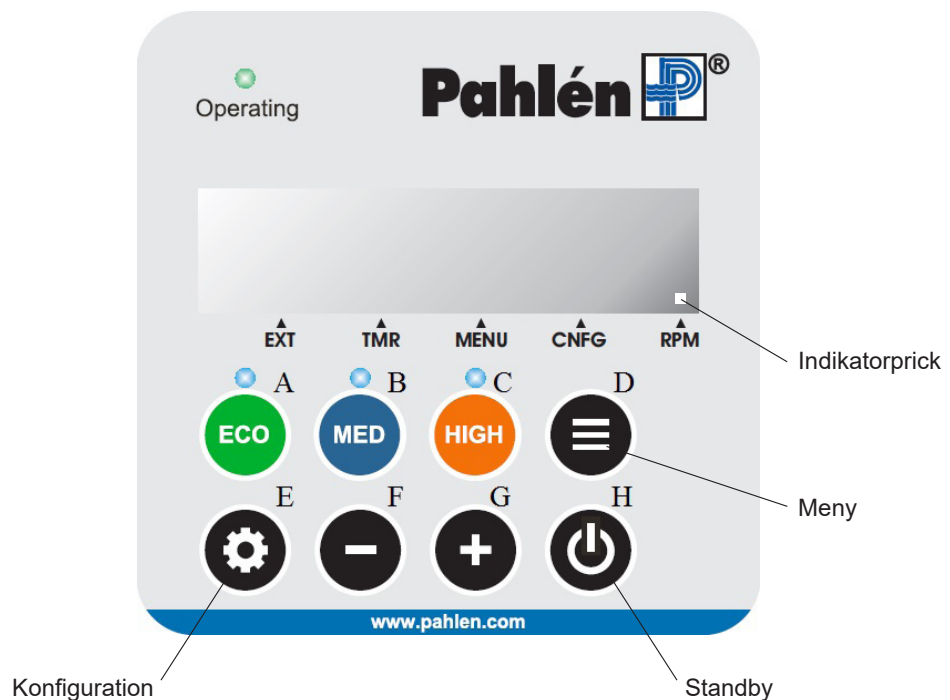 Operating
Pahlén ®
EXT TMR MENU CNFG RPM
Indikatorprick
A B C D
ECO MED HIGH
Meny
E F G H
www.pahlen.com
Konfiguration
Standby